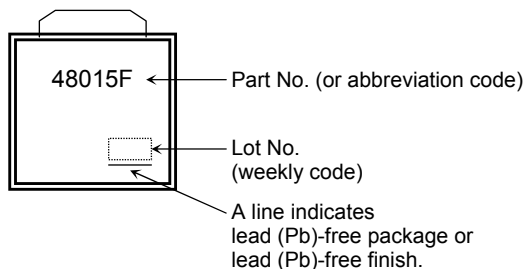 48015F
Part No. (or abbreviation code)
Lot No.
(weekly code)
A line indicates
lead (Pb)-free package or
lead (Pb)-free finish.